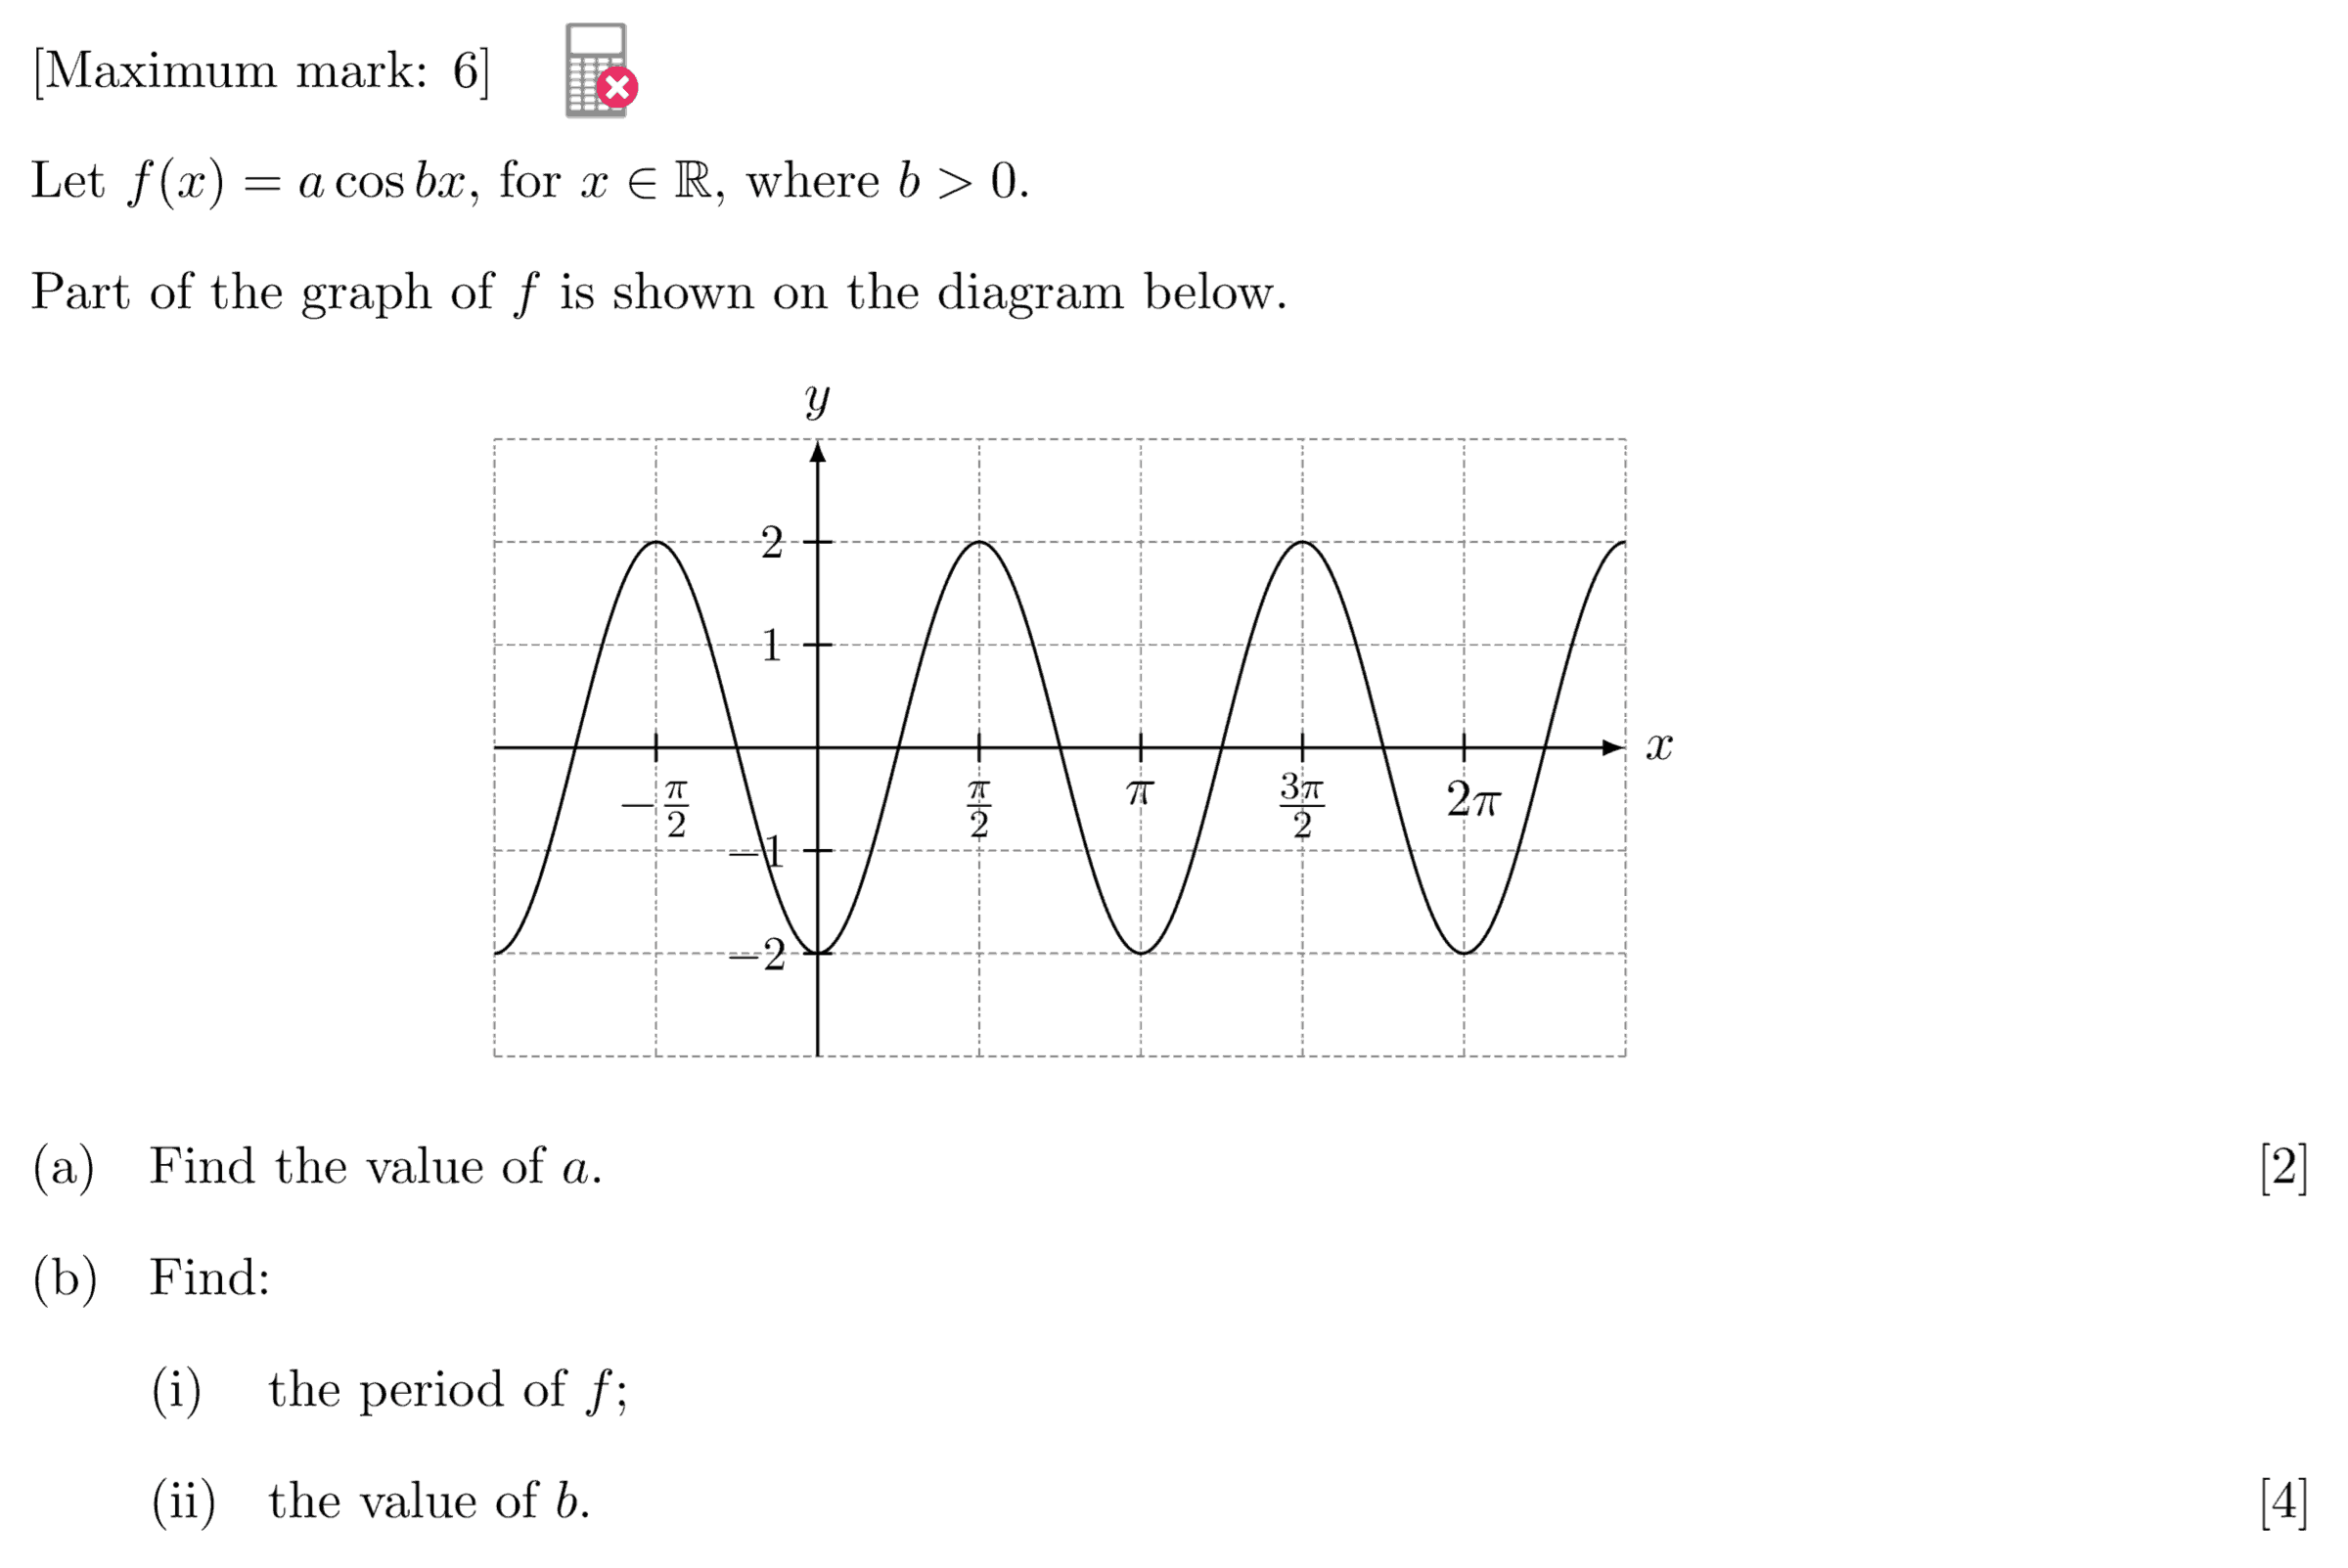 [Maximum mark: 6]
Let f(x) = a cos bx, for x ∈ ℝ, where b > 0.
Part of the graph of f is shown on the diagram below.
y
2
1
x
−π/2 π/2 π 3π/2 2π
−1
−2
(a) Find the value of a. [2]
(b) Find:
(i) the period of f;
(ii) the value of b. [4]